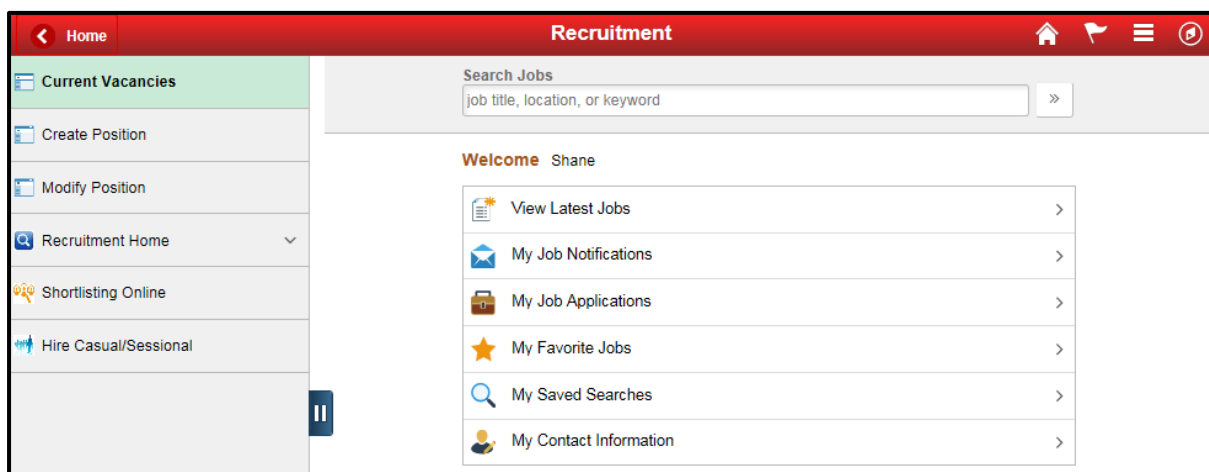 Home
Recruitment
Current Vacancies
Create Position
Modify Position
Recruitment Home
Shortlisting Online
Hire Casual/Sessional
Search Jobs
job title, location, or keyword
Welcome Shane
View Latest Jobs
My Job Notifications
My Job Applications
My Favorite Jobs
My Saved Searches
My Contact Information